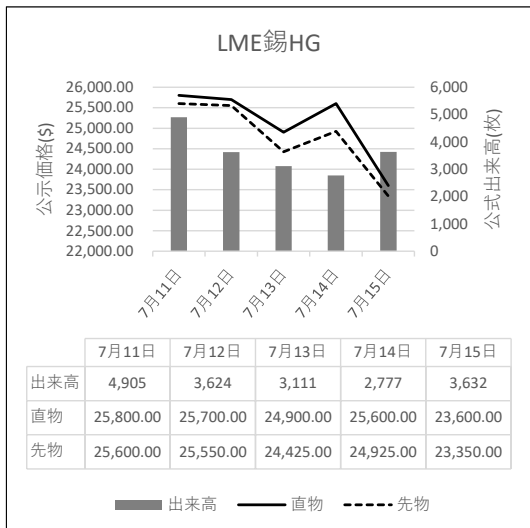 LME錫HG
公示価格($)
26,000.00
25,500.00
25,000.00
24,500.00
24,000.00
23,500.00
23,000.00
22,500.00
22,000.00
6,000
5,000
4,000
3,000
2,000
1,000
0
公式出来高(枚)
7月11日
7月12日
7月13日
7月14日
7月15日
7月11日 7月12日 7月13日 7月14日 7月15日
出来高 4,905 3,624 3,111 2,777 3,632
直物 25,800.00 25,700.00 24,900.00 25,600.00 23,600.00
先物 25,600.00 25,550.00 24,425.00 24,925.00 23,350.00
出来高 直物 先物